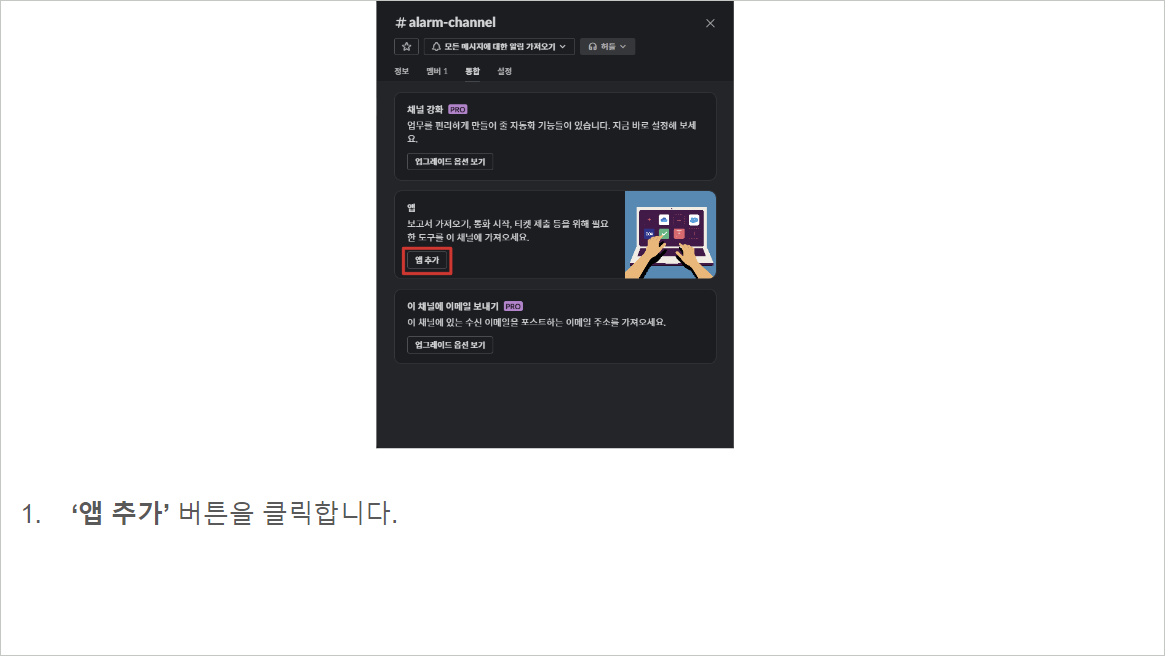 # alarm-channel
모든 메시지에 대한 알림 가져오기
허들
정보 멤버 1 통합 설정
채널 강화 PRO
업무를 편리하게 만들어 줄 자동화 기능들이 있습니다. 지금 바로 설정해 보세
요.
업그레이드 옵션 보기
앱
보고서 가져오기, 통화 시작, 티켓 제출 등을 위해 필요
한 도구를 이 채널에 가져오세요.
앱 추가
이 채널에 이메일 보내기 PRO
이 채널에 있는 수신 이메일을 포스트하는 이메일 주소를 가져오세요.
업그레이드 옵션 보기
1. ‘앱 추가’ 버튼을 클릭합니다.